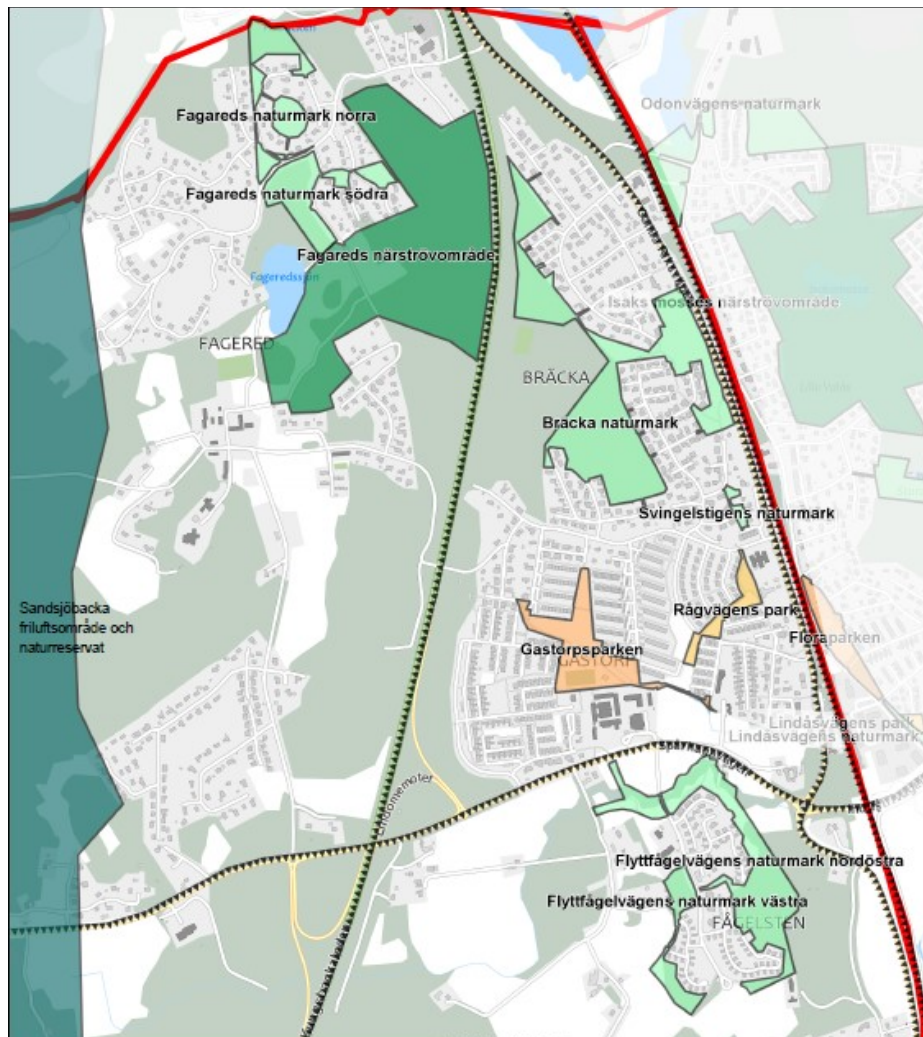 Odonvägens naturmark
Fagareds naturmark norra
Fagareds naturmark södra
Fagareds närströvområde
Fageredssjön
Isaks mosses närströvområde
FAGERED
BRÄCKA
Bräcka naturmark
Svingelstigens naturmark
Sandsjöbacka
friluftsområde och
naturreservat
Rågvägens park
Floraparken
Gastorpsparken
GASTORP
Lindåsvägens park
Lindåsvägens naturmark
Lindomemotet
Flyttfågelvägens naturmark nordöstra
Flyttfågelvägens naturmark västra
FÅGELSTEN